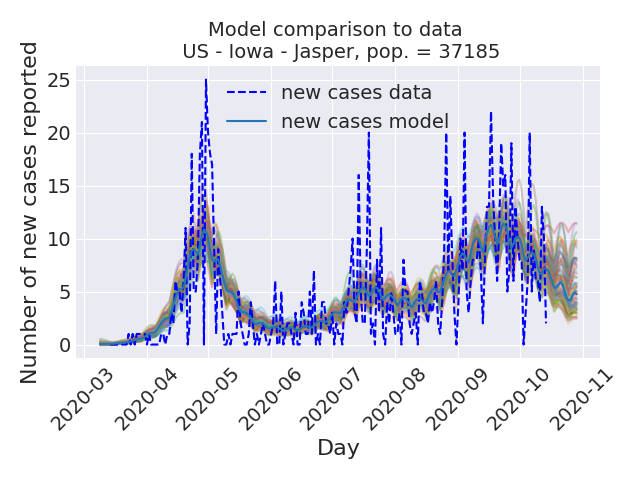 Model comparison to data
US - Iowa - Jasper, pop. = 37185
Number of new cases reported
25
20
15
10
5
0
new cases data
new cases model
2020-03
2020-04
2020-05
2020-06
2020-07
2020-08
2020-09
2020-10
2020-11
Day